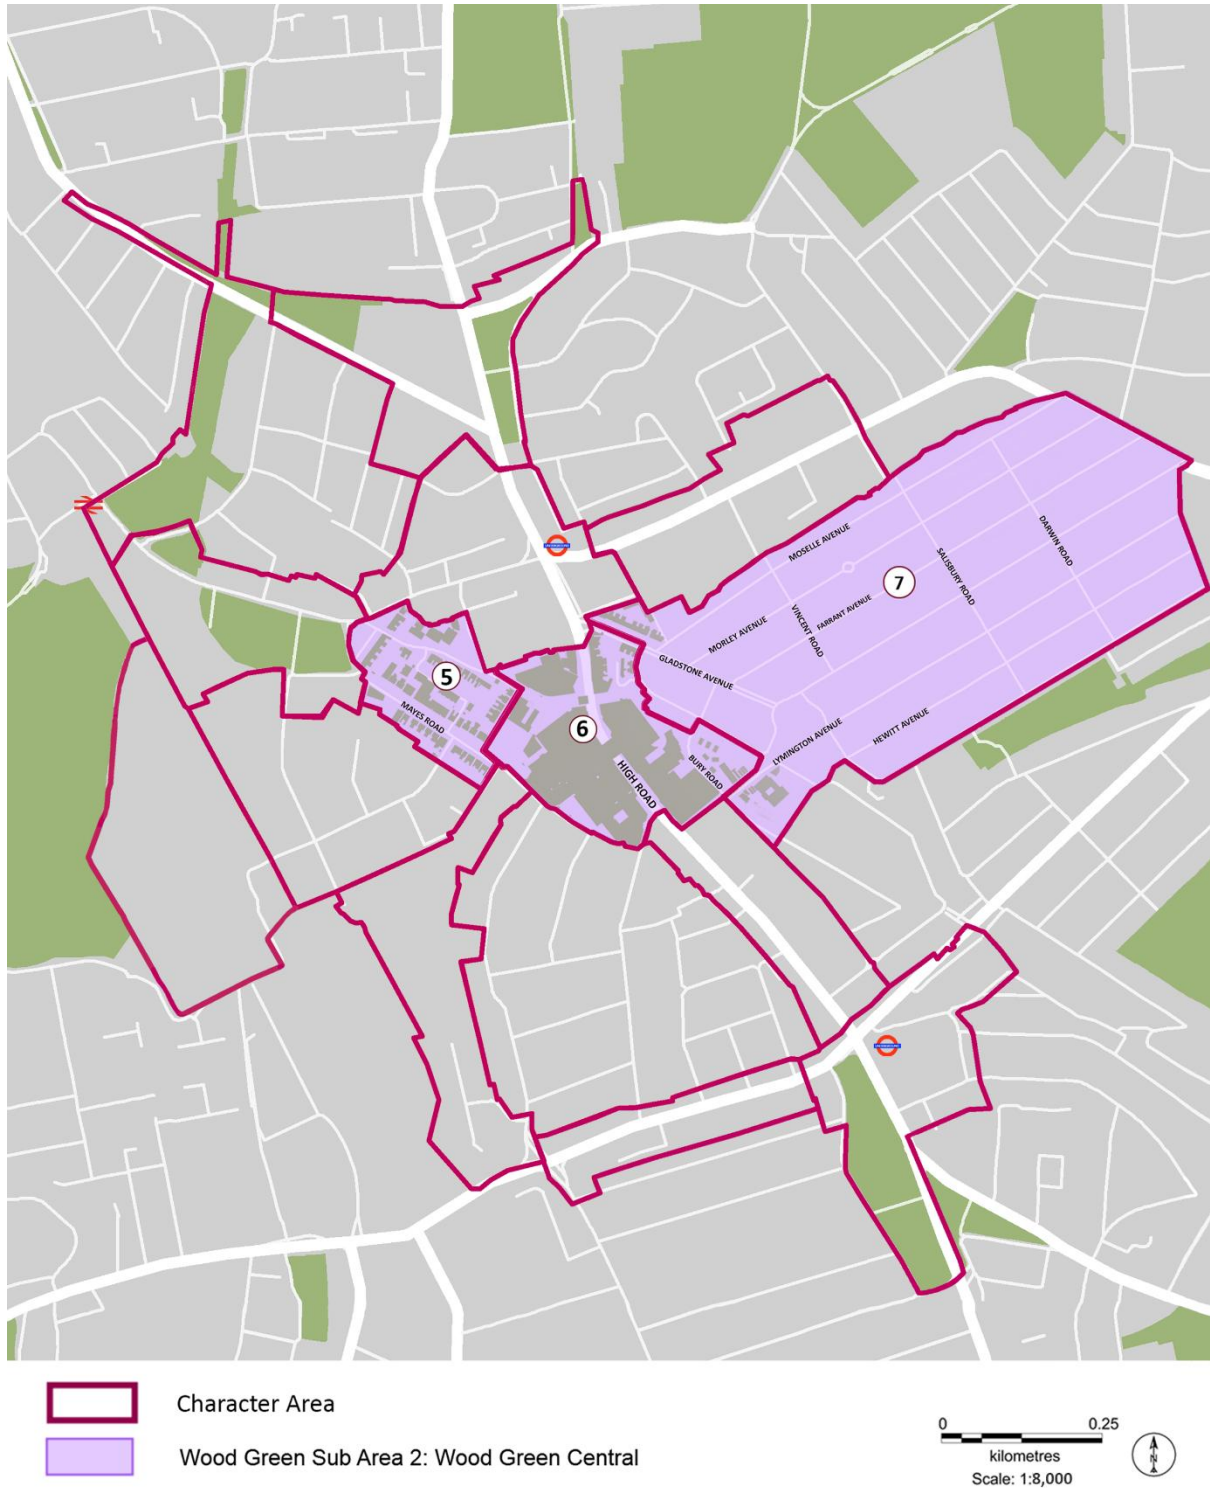 MOSELLE AVENUE
DARWIN ROAD
SALISBURY ROAD
7
FARRANT AVENUE
VINCENT ROAD
MORLEY AVENUE
GLADSTONE AVENUE
5
MAYES ROAD
6
HEWITT AVENUE
LYMINGTON AVENUE
BURY ROAD
HIGH ROAD
Character Area
Wood Green Sub Area 2: Wood Green Central
0 0.25
kilometres
Scale: 1:8,000
N